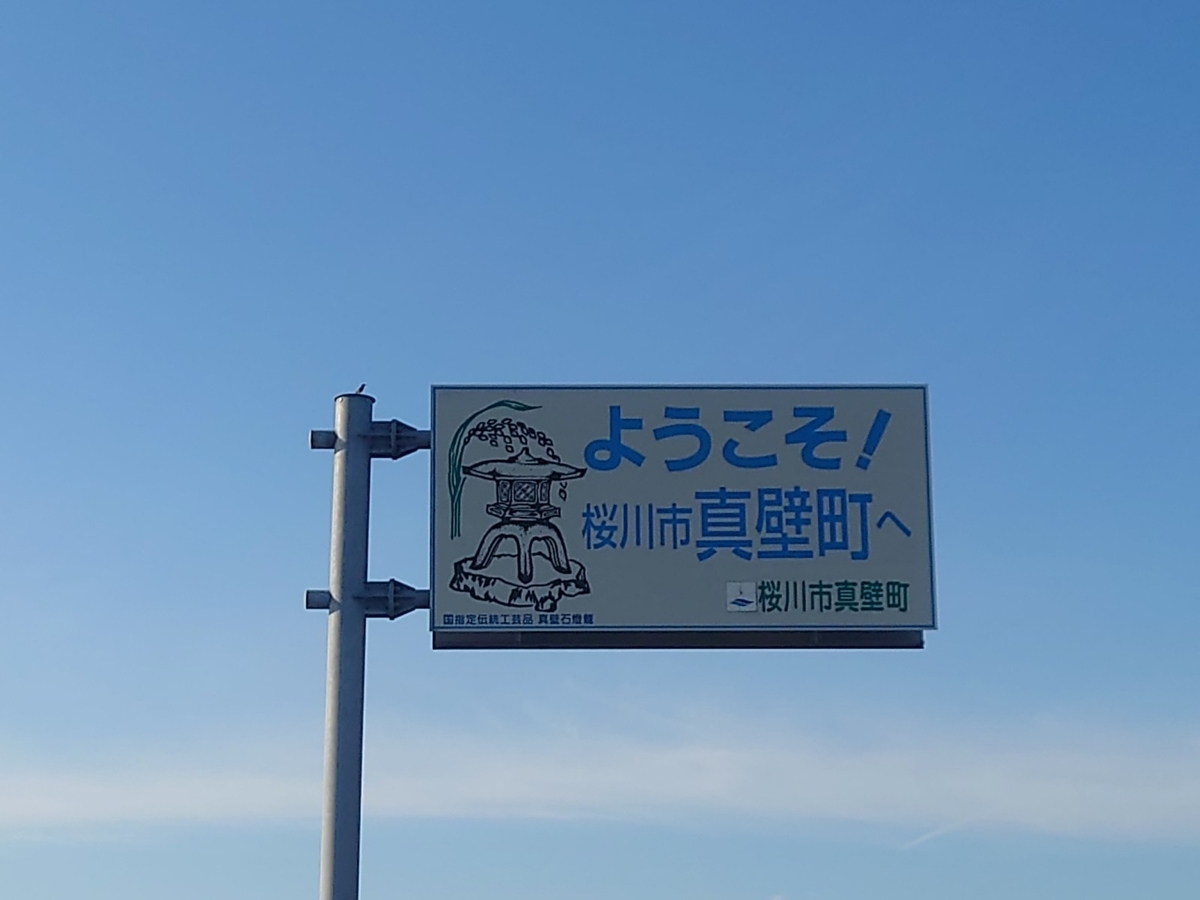 ようこそ!
桜川市真壁町へ
桜川市真壁町
国指定伝統工芸品 真壁石燈籠